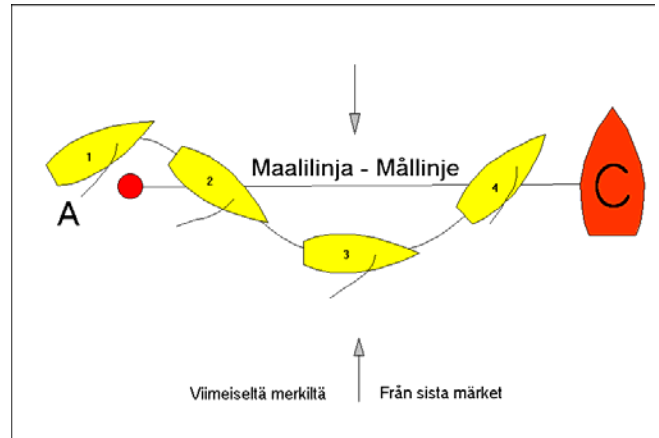 1
2
Maalilinja - Mållinje
4
C
A
3
Viimeiseltä merkiltä
Från sista märket